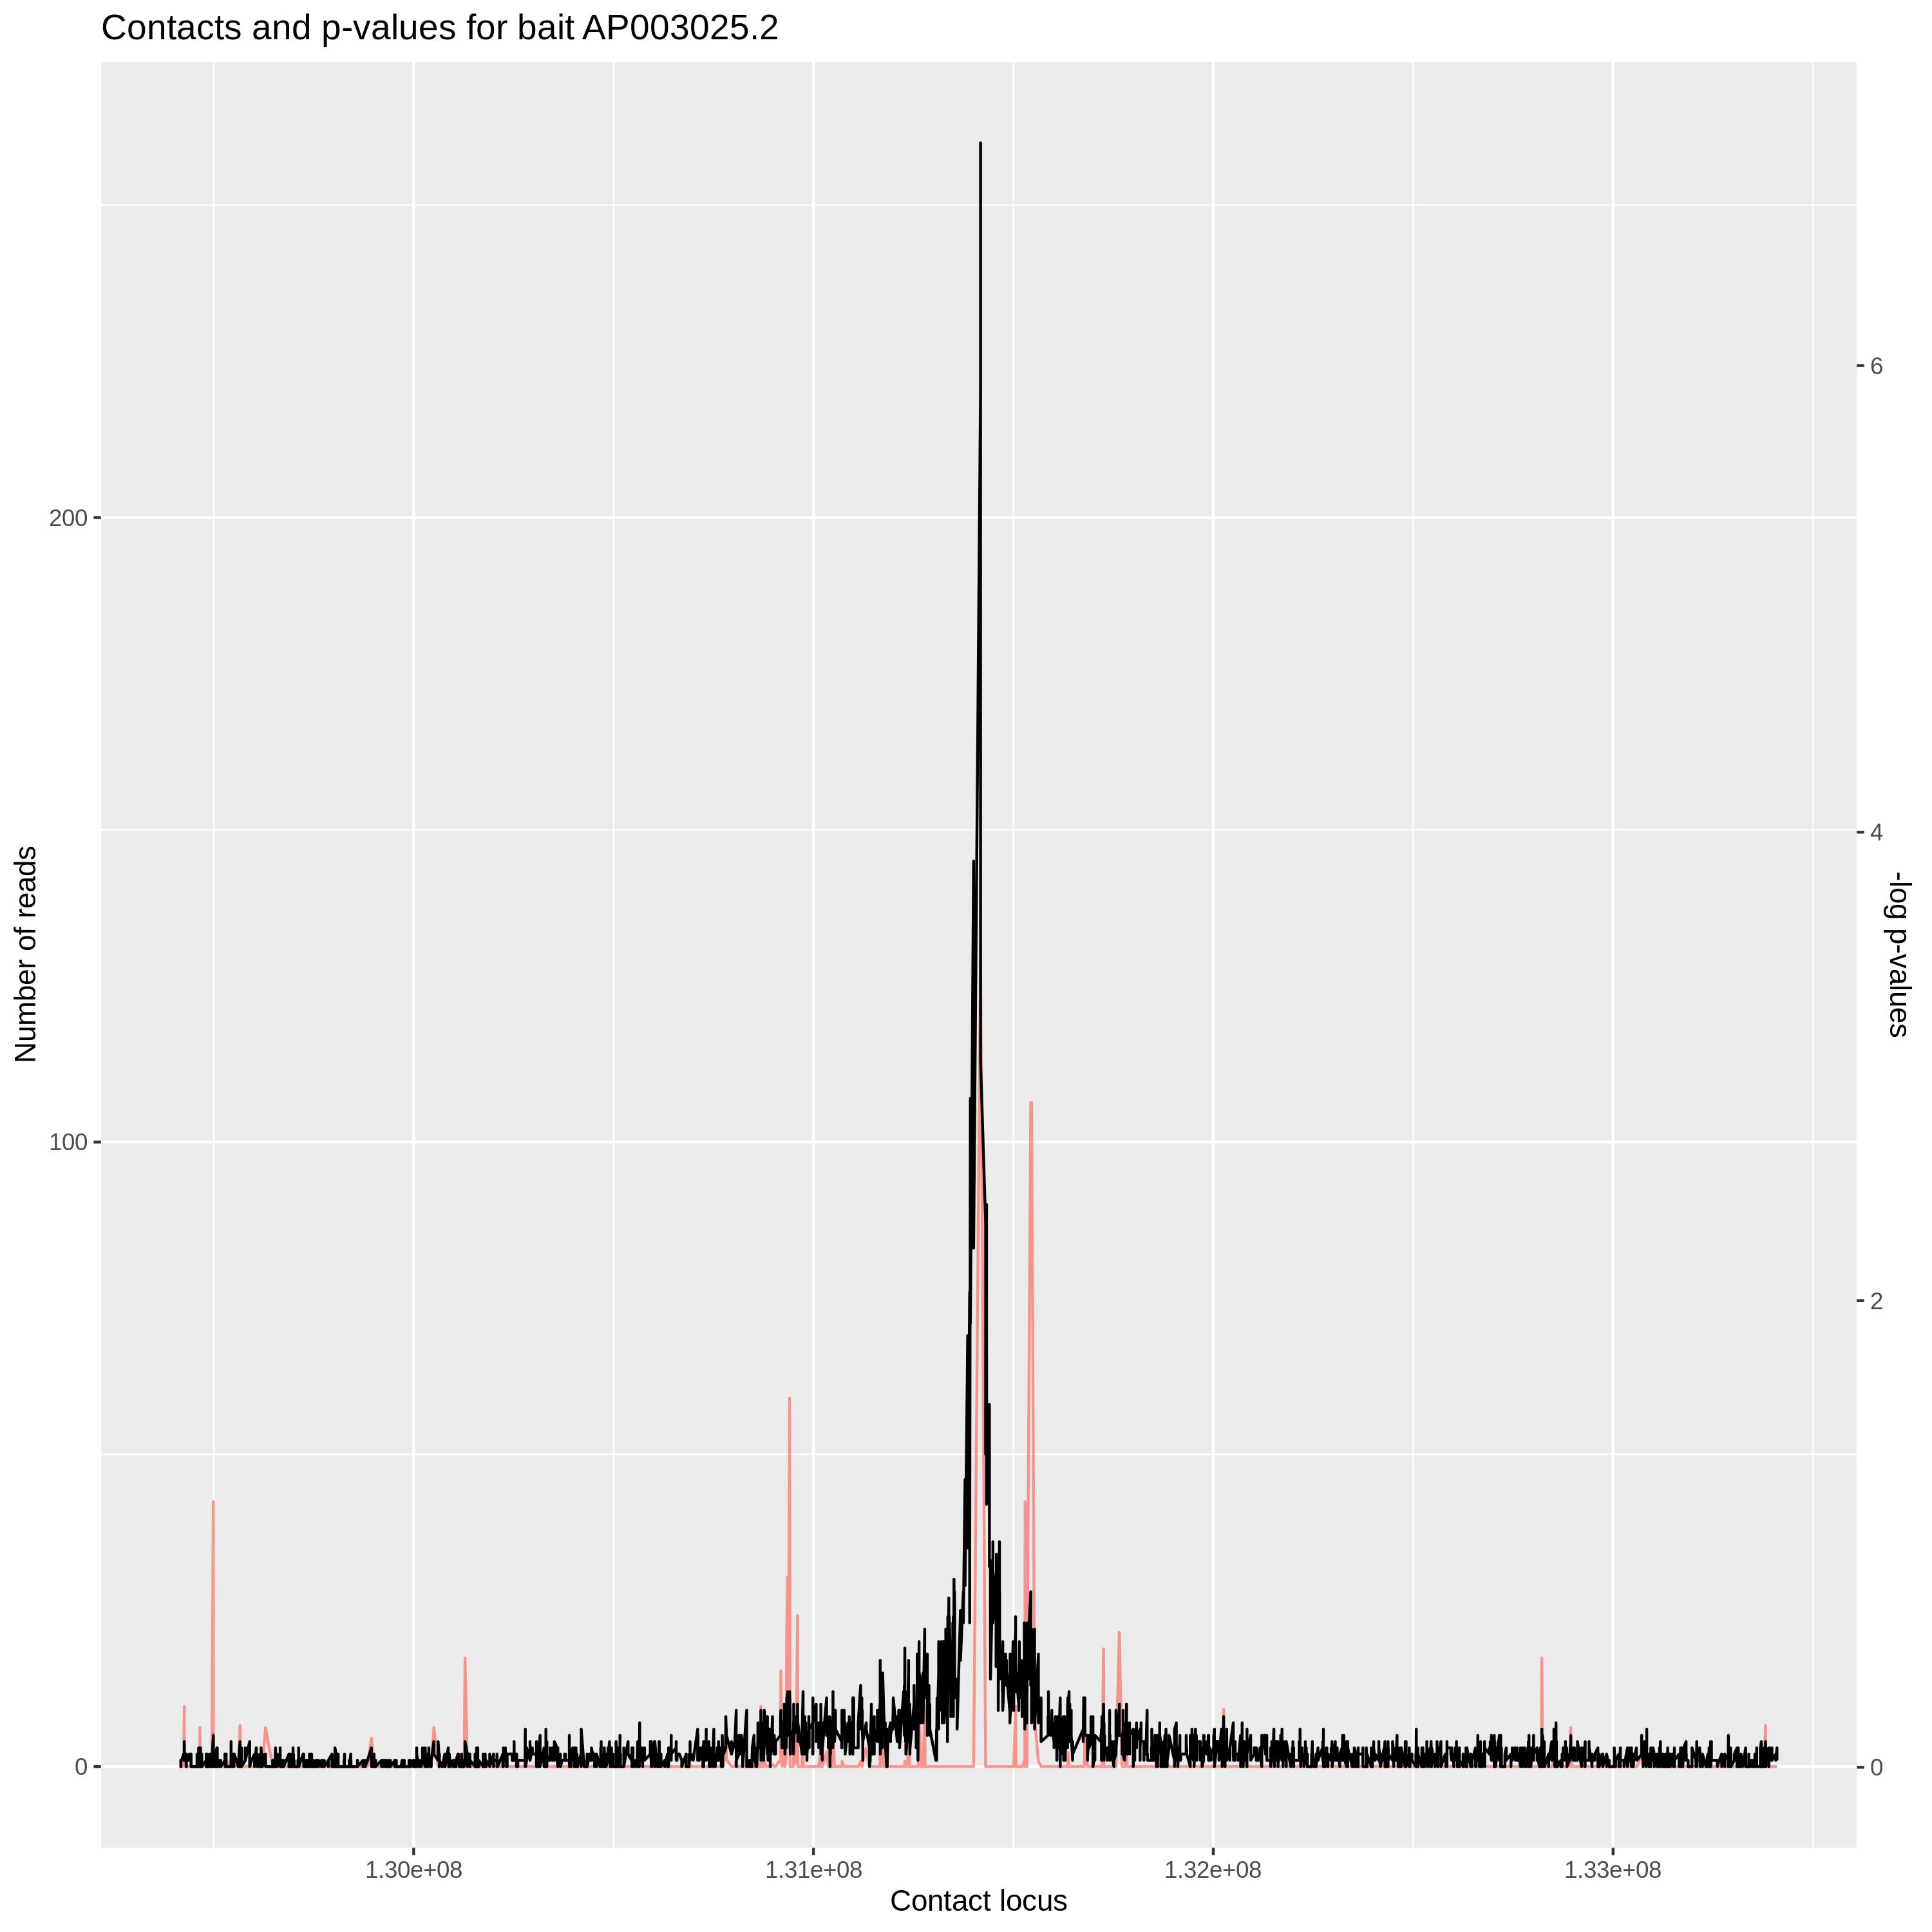 Contacts and p-values for bait AP003025.2
200
100
0
Number of reads
6
4
2
0
-log p-values
1.30e+08
1.31e+08
1.32e+08
1.33e+08
Contact locus